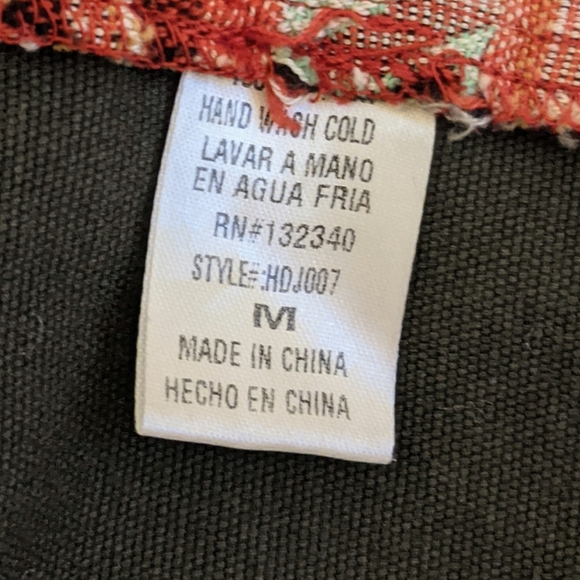 HAND WASH COLD
LAVAR A MANO
EN AGUA FRIA
RN#132340
STYLE#:HDJ007
M
MADE IN CHINA
HECHO EN CHINA